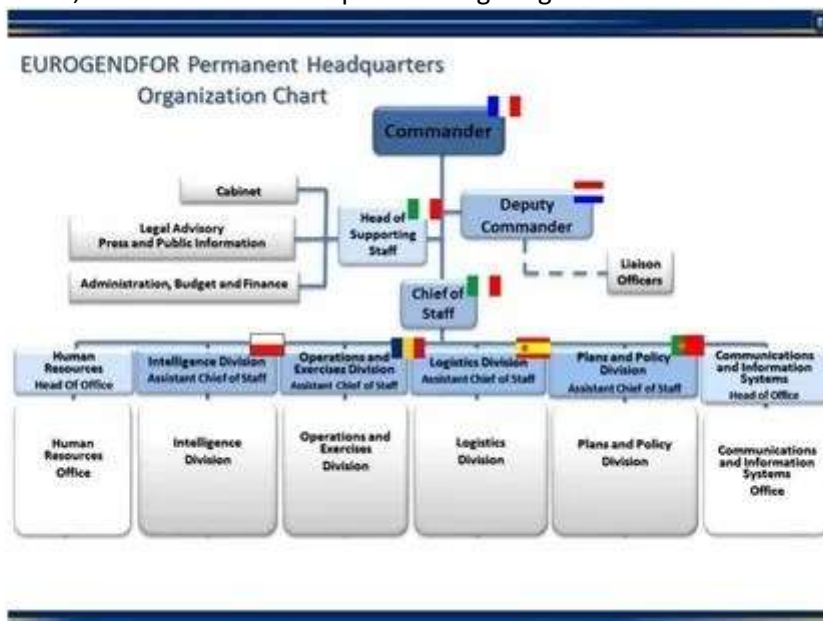 EUROGENDFOR Permanent Headquarters
Organization Chart
Commander
Cabinet
Legal Advisory
Press and Public Information
Administration, Budget and Finance
Head of
Supporting
Staff
Deputy
Commander
Liaison
Officers
Chief of
Staff
Human
Resources
Head Of Office
Intelligence Division
Assistant Chief of Staff
Operations and
Exercises Division
Assistant Chief of Staff
Logistics Division
Assistant Chief of Staff
Plans and Policy
Division
Assistant Chief of Staff
Communications
and Information
Systems
Head of Office
Human
Resources
Office
Intelligence
Division
Operations and
Exercises
Division
Logistics
Division
Plans and Policy
Division
Communications
and Information
Systems
Office